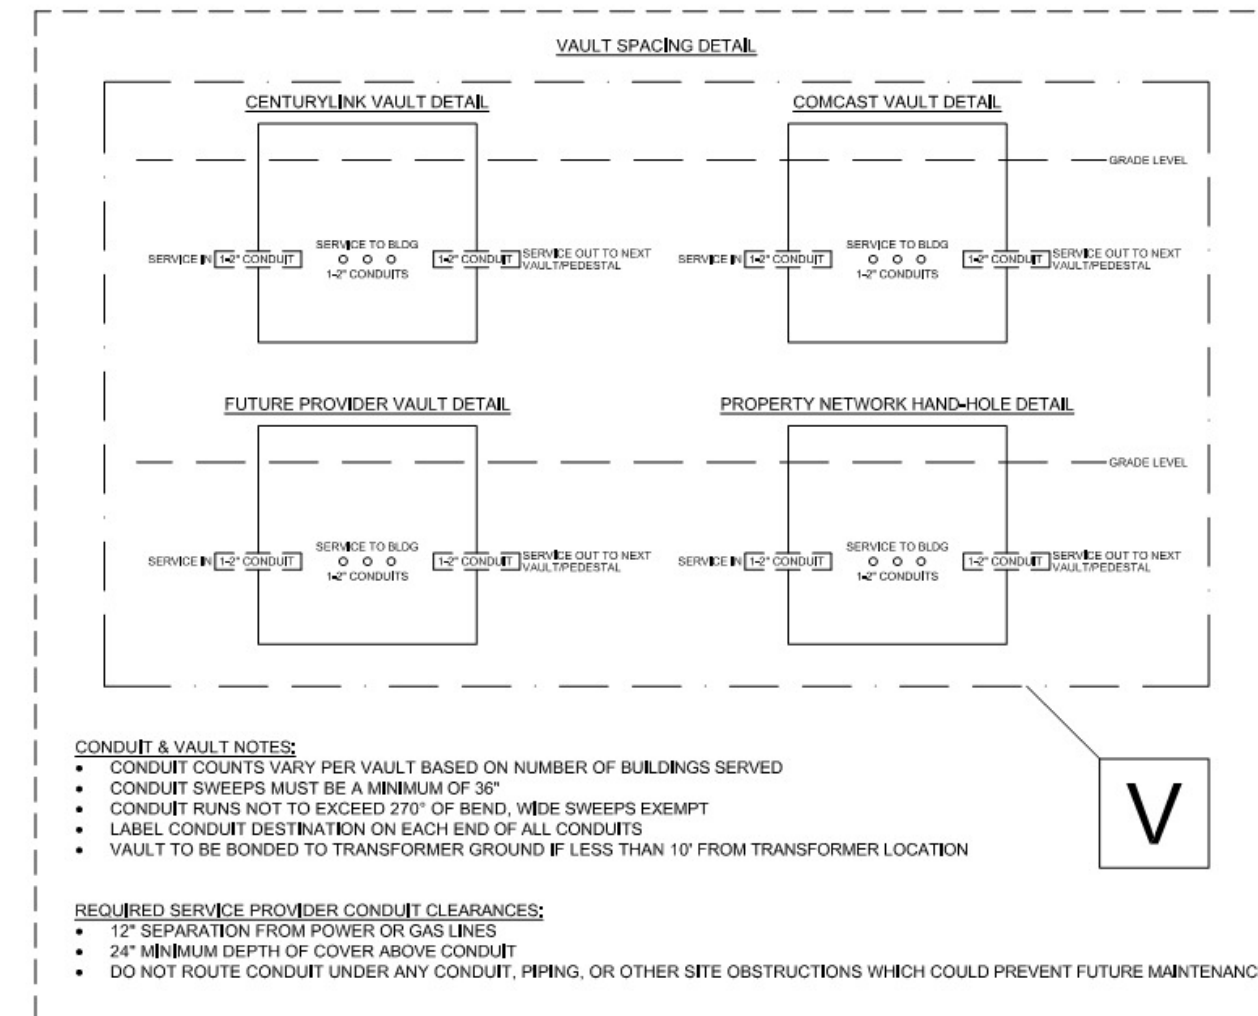 VAULT SPACING DETAIL
CENTURYLINK VAULT DETAIL
COMCAST VAULT DETAIL
GRADE LEVEL
SERVICE IN
1-2" CONDUIT
SERVICE TO BLDG
1-2" CONDUITS
1-2" CONDUIT
SERVICE OUT TO NEXT
VAULT/PEDESTAL
SERVICE IN
1-2" CONDUIT
SERVICE TO BLDG
1-2" CONDUITS
1-2" CONDUIT
SERVICE OUT TO NEXT
VAULT/PEDESTAL
FUTURE PROVIDER VAULT DETAIL
PROPERTY NETWORK HAND-HOLE DETAIL
GRADE LEVEL
SERVICE IN
1-2" CONDUIT
SERVICE TO BLDG
1-2" CONDUITS
1-2" CONDUIT
SERVICE OUT TO NEXT
VAULT/PEDESTAL
SERVICE IN
1-2" CONDUIT
SERVICE TO BLDG
1-2" CONDUITS
1-2" CONDUIT
SERVICE OUT TO NEXT
VAULT/PEDESTAL
CONDUIT & VAULT NOTES:
• CONDUIT COUNTS VARY PER VAULT BASED ON NUMBER OF BUILDINGS SERVED
• CONDUIT SWEEPS MUST BE A MINIMUM OF 36"
• CONDUIT RUNS NOT TO EXCEED 270° OF BEND, WIDE SWEEPS EXEMPT
• LABEL CONDUIT DESTINATION ON EACH END OF ALL CONDUITS
• VAULT TO BE BONDED TO TRANSFORMER GROUND IF LESS THAN 10' FROM TRANSFORMER LOCATION
V
REQUIRED SERVICE PROVIDER CONDUIT CLEARANCES:
• 12" SEPARATION FROM POWER OR GAS LINES
• 24" MINIMUM DEPTH OF COVER ABOVE CONDUIT
• DO NOT ROUTE CONDUIT UNDER ANY CONDUIT, PIPING, OR OTHER SITE OBSTRUCTIONS WHICH COULD PREVENT FUTURE MAINTENANC